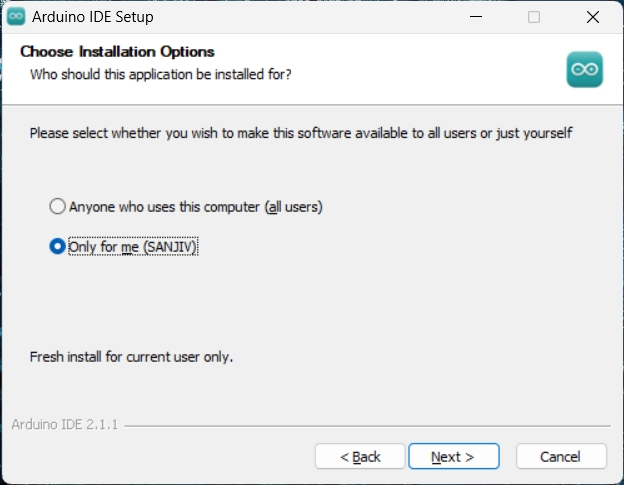 Arduino IDE Setup
Choose Installation Options
Who should this application be installed for?
Please select whether you wish to make this software available to all users or just yourself
Anyone who uses this computer (all users)
Only for me (SANJIV)
Fresh install for current user only.
Arduino IDE 2.1.1
< Back Next > Cancel